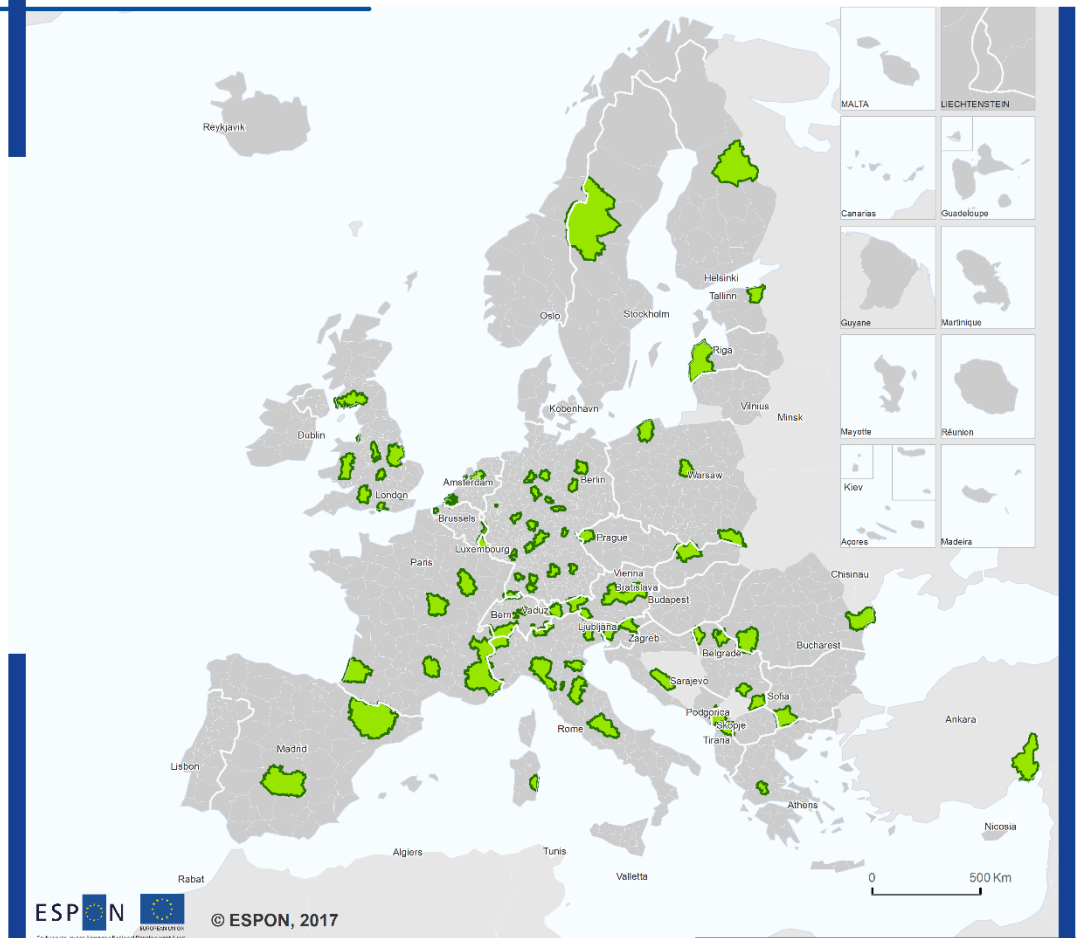 MALTA
LIECHTENSTEIN
Reykjavik
Canarias
Guadeloupe
Helsinki
Tallinn
Oslo
Stockholm
Guyane
Martinique
Riga
Kobenhavn
Vilnius
Minsk
Dublin
Mayotte
Réunion
Amsterdam
Berlin
Warsaw
London
Kiev
Brussels
Açores
Madeira
Prague
Luxembourg
Paris
Vienna
Chisinau
Bratislava
Budapest
Bern
Vaduz
Ljubljana
Zagreb
Bucharest
Belgrade
Sarajevo
Sofia
Podgorica
Ankara
Skopje
Rome
Tirana
Madrid
Lisbon
Athens
Nicosia
Algiers
Tunis
Valletta
Rabat
0 500 Km
ESPON
EUROPEAN UNION
© ESPON, 2017